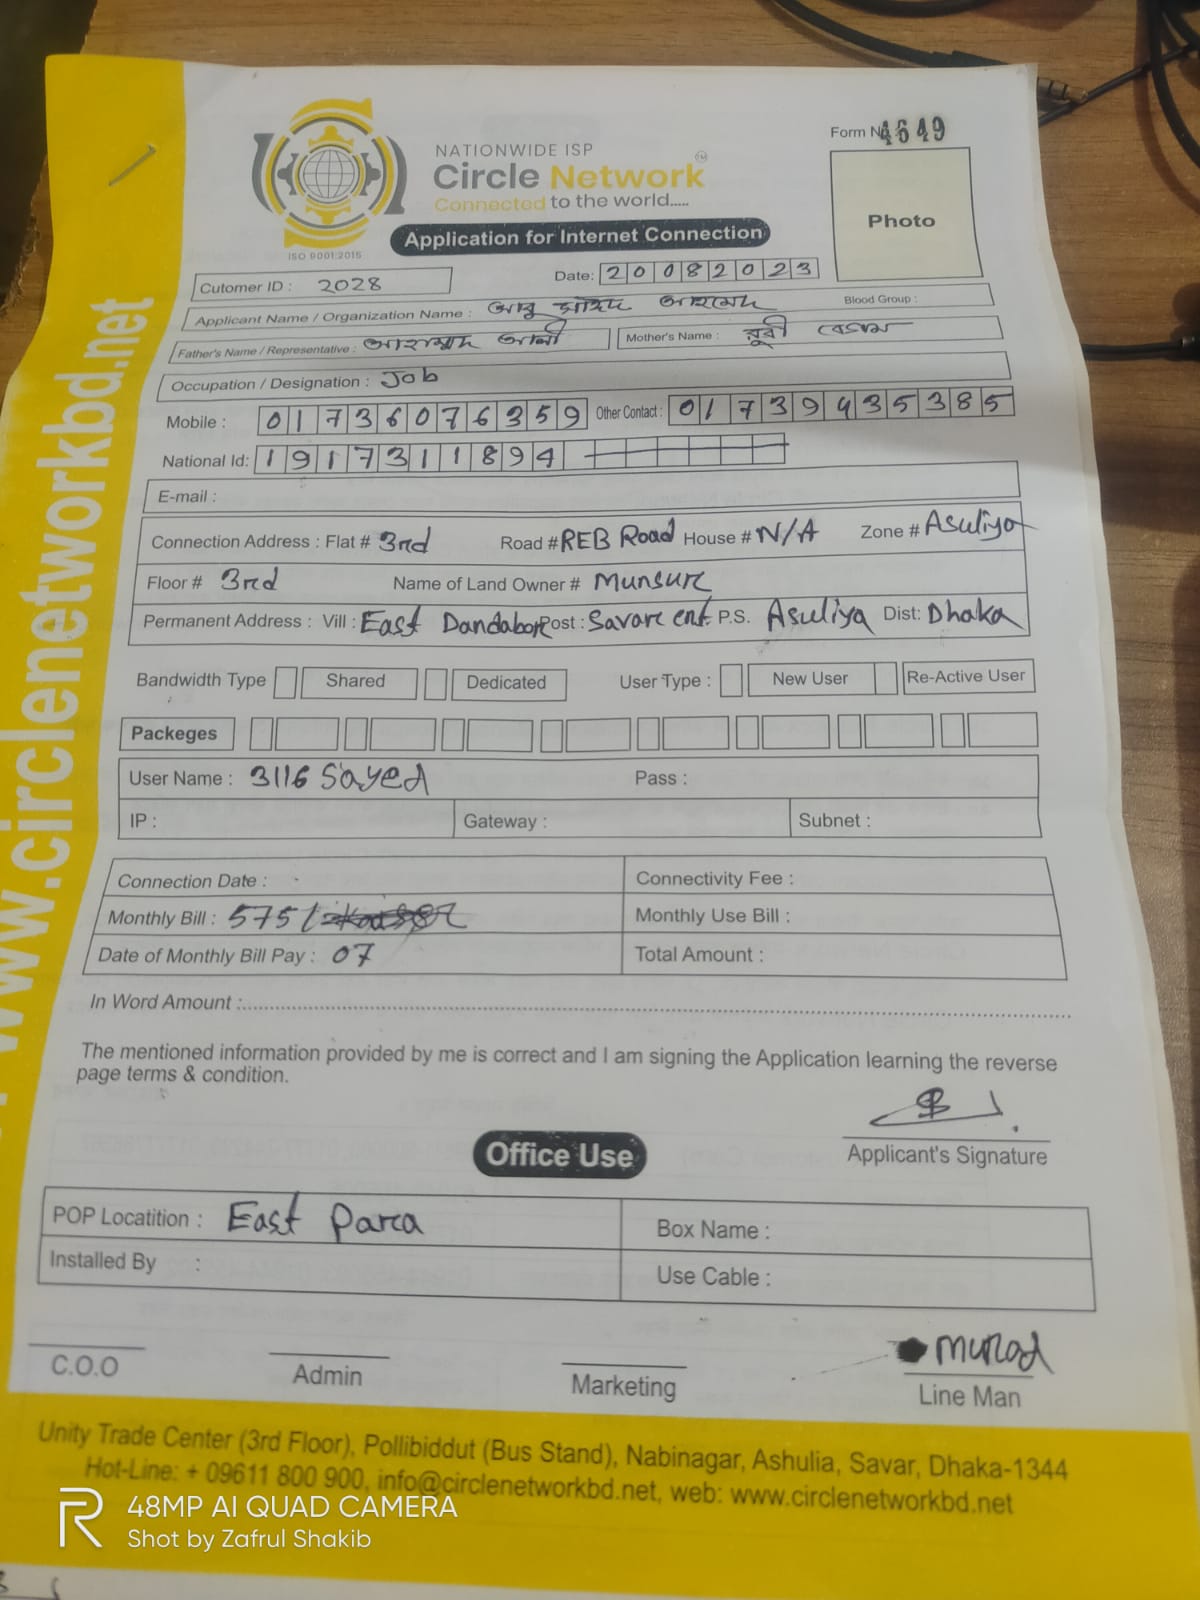 www.circlenetworkbd.net
Form No 4649
NATIONWIDE ISP
Circle Network TM
Connected to the world.....
ISO 9001:2015
Application for Internet Connection
Photo
Cutomer ID : 2028
Date: 20082023
Applicant Name / Organization Name : আবু সাইদ আহমেদ Blood Group :
Father's Name / Representative : আহাম্মদ আলী Mother's Name : রুবী বেগম
Occupation / Designation : Job
Mobile : 01736076359 Other Contact : 01739435385
National Id: 1917311894
E-mail :
Connection Address : Flat # 3rd Road # REB Road House # N/A Zone # Asuliya
Floor # 3rd Name of Land Owner # Munsur
Permanent Address : Vill : East Dandabor Post : Savar cnt. P.S. Asuliya Dist: Dhaka
Bandwidth Type Shared Dedicated User Type : New User Re-Active User
Packeges
User Name : 3116 Sayed Pass :
IP : Gateway : Subnet :
Connection Date : Connectivity Fee :
Monthly Bill : 575/ Monthly Use Bill :
Date of Monthly Bill Pay : 07 Total Amount :
In Word Amount :
The mentioned information provided by me is correct and I am signing the Application learning the reverse
page terms & condition.
Applicant's Signature
Office Use
POP Locatition : East Para Box Name :
Installed By : Use Cable :
Murad
C.O.O Admin Marketing Line Man
Unity Trade Center (3rd Floor), Pollibiddut (Bus Stand), Nabinagar, Ashulia, Savar, Dhaka-1344
Hot-Line: + 09611 800 900, info@circlenetworkbd.net, web: www.circlenetworkbd.net
48MP AI QUAD CAMERA
Shot by Zafrul Shakib